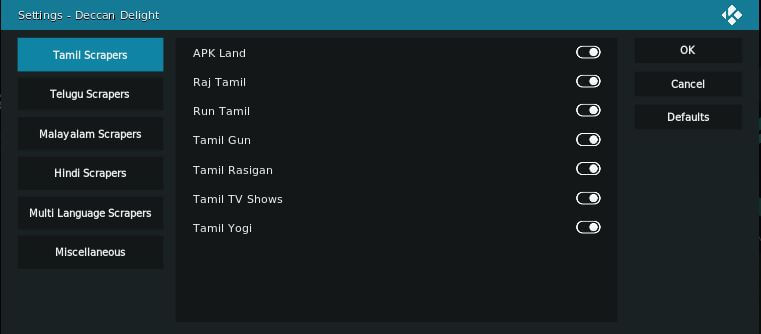 Settings - Deccan Delight
Tamil Scrapers
Telugu Scrapers
Malayalam Scrapers
Hindi Scrapers
Multi Language Scrapers
Miscellaneous
APK Land
Raj Tamil
Run Tamil
Tamil Gun
Tamil Rasigan
Tamil TV Shows
Tamil Yogi
OK
Cancel
Defaults